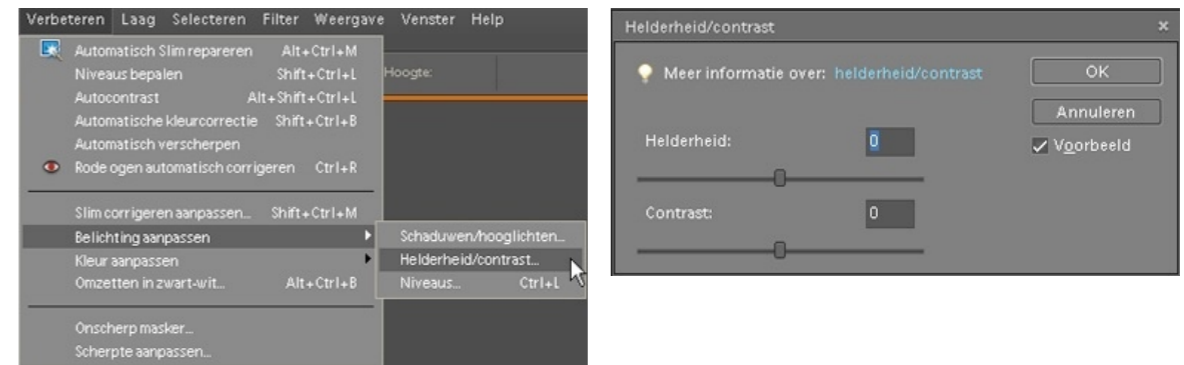 Verbeteren Laag Selecteren Filter Weergave Venster Help
Automatisch Slim repareren Alt+Ctrl+M
Niveaus bepalen Shift+Ctrl+L
Autocontrast Alt+Shift+Ctrl+L
Automatische kleurcorrectie Shift+Ctrl+B
Automatisch verscherpen
Rode ogen automatisch corrigeren Ctrl+R
Slim corrigeren aanpassen... Shift+Ctrl+M
Belichting aanpassen
Kleur aanpassen
Omzetten in zwart-wit... Alt+Ctrl+B
Onscherp masker...
Scherpte aanpassen...
Hoogte:
Schaduwen/hooglichten...
Helderheid/contrast...
Niveaus... Ctrl+L
Helderheid/contrast
Meer informatie over: helderheid/contrast
OK
Annuleren
Voorbeeld
Helderheid: 0
Contrast: 0